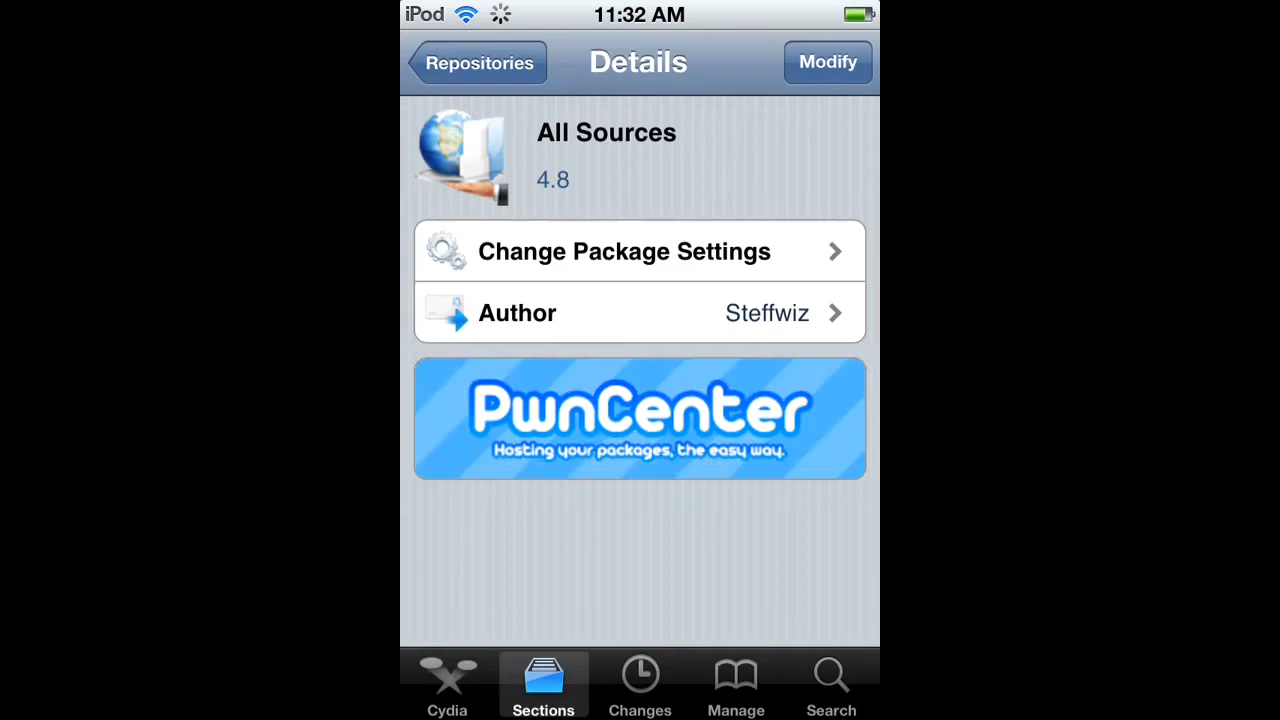 iPod 11:32 AM
Repositories Details Modify
All Sources
4.8
Change Package Settings
Author Steffwiz
PwnCenter
Hosting your packages, the easy way.
Cydia Sections Changes Manage Search